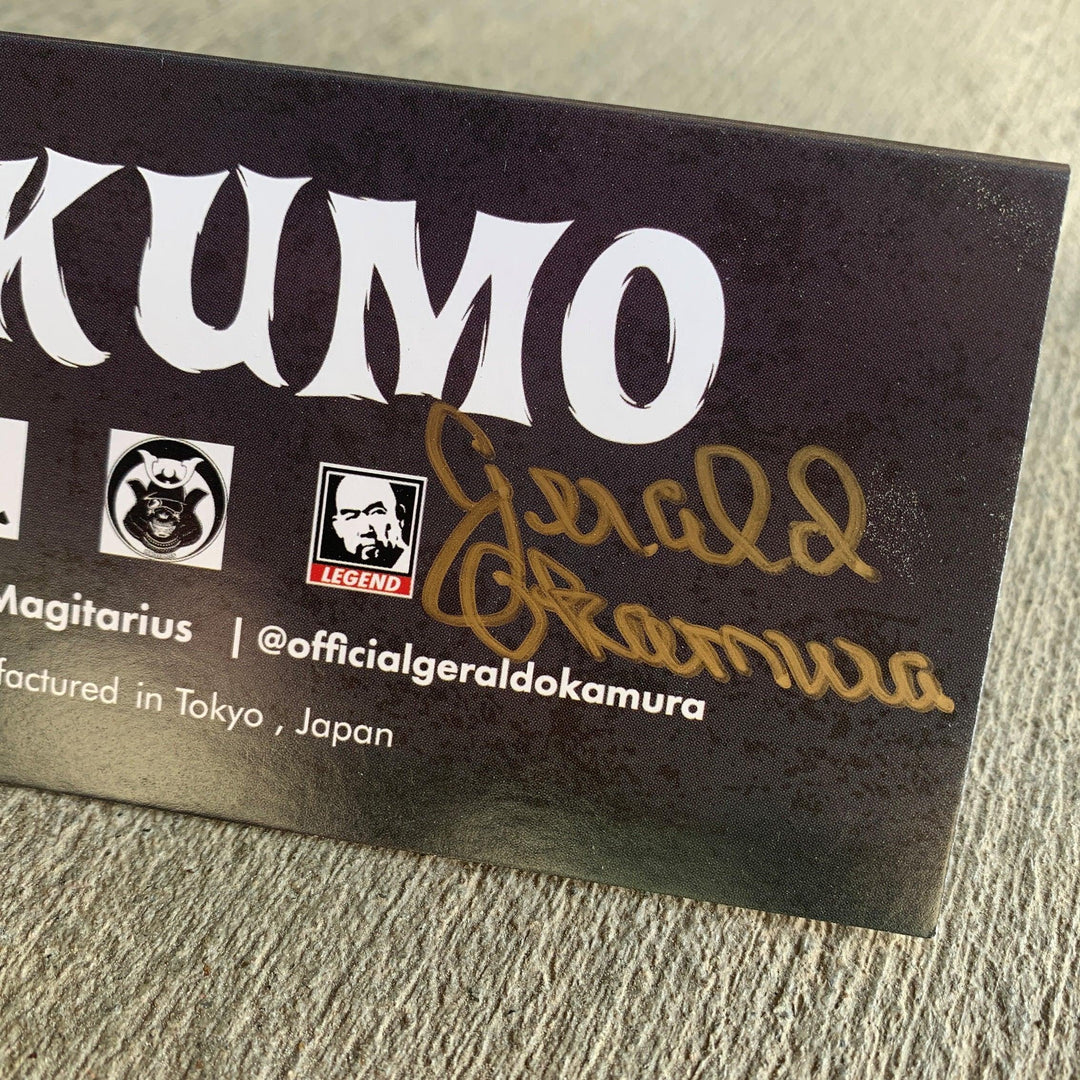 KUMO
LEGEND
Gerald
Okamura
Magitarius | @officialgeraldokamura
factured in Tokyo , Japan